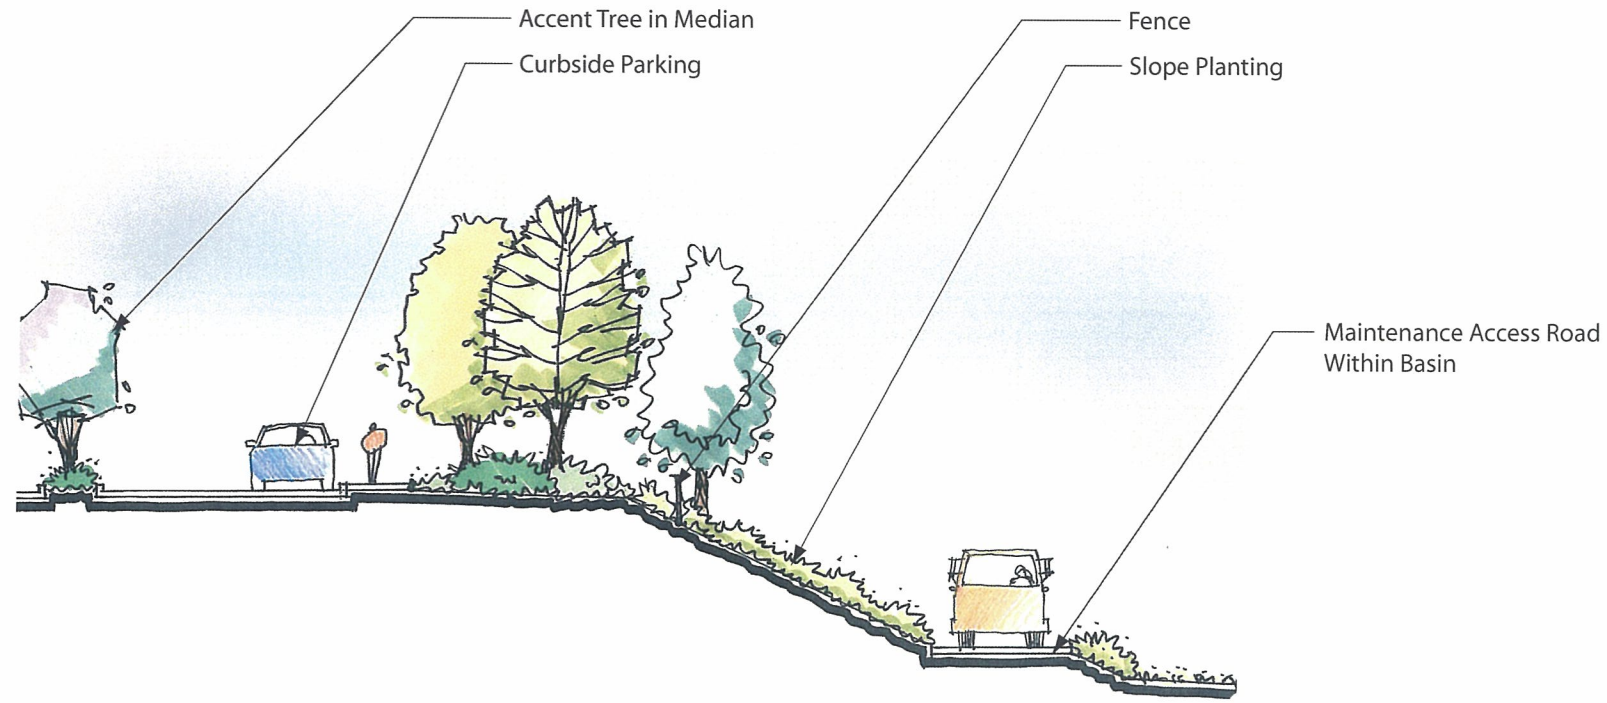 Accent Tree in Median
Curbside Parking
Fence
Slope Planting
Maintenance Access Road
Within Basin